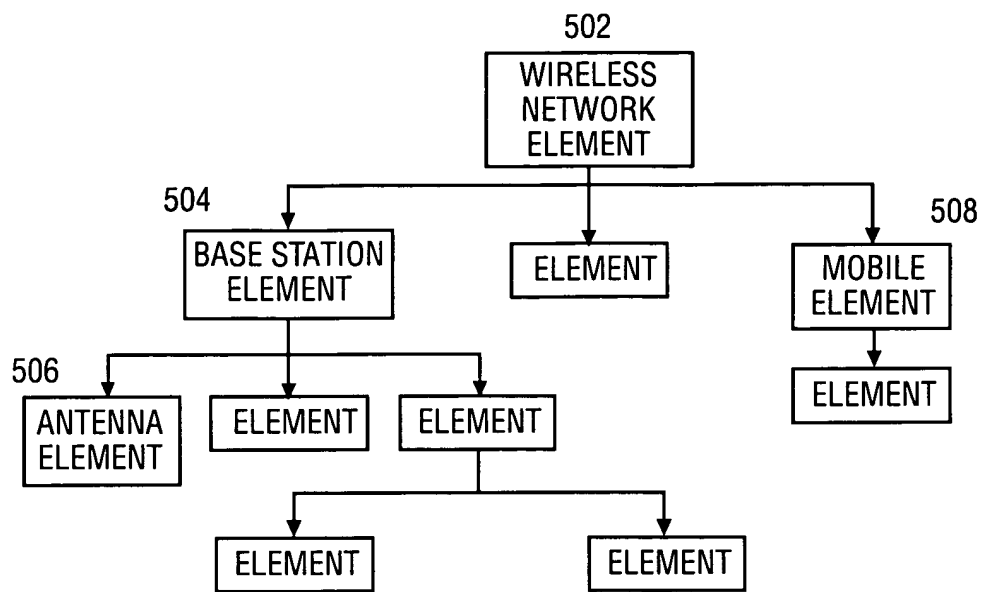 502
WIRELESS
NETWORK
ELEMENT
504
508
BASE STATION
ELEMENT
ELEMENT
MOBILE
ELEMENT
506
ANTENNA
ELEMENT
ELEMENT
ELEMENT
ELEMENT
ELEMENT
ELEMENT